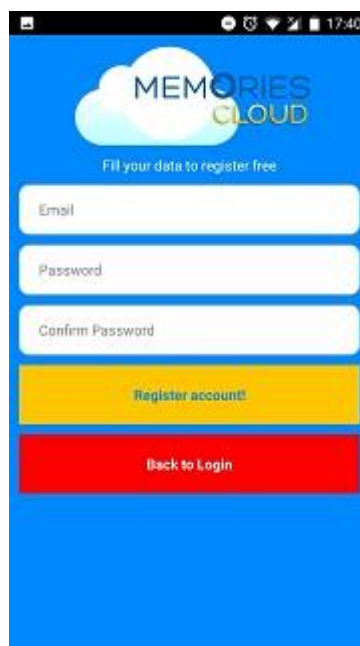 17:40
MEMORIES
CLOUD
Fill your data to register free
Email
Password
Confirm Password
Register account!
Back to Login